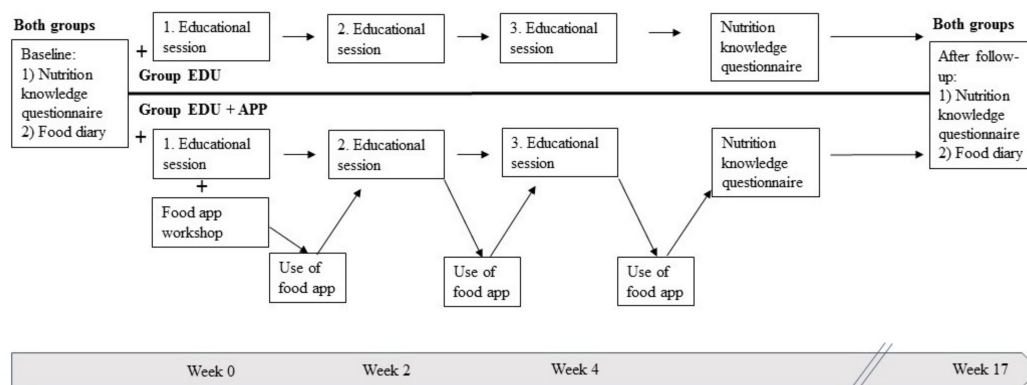 Both groups
Baseline:
1) Nutrition
knowledge
questionnaire
2) Food diary
+
1. Educational
session
2. Educational
session
3. Educational
session
Nutrition
knowledge
questionnaire
Group EDU
Both groups
After follow-
up:
1) Nutrition
knowledge
questionnaire
2) Food diary
Group EDU + APP
+
1. Educational
session
+
Food app
workshop
2. Educational
session
3. Educational
session
Nutrition
knowledge
questionnaire
Use of
food app
Use of
food app
Use of
food app
Week 0
Week 2
Week 4
Week 17